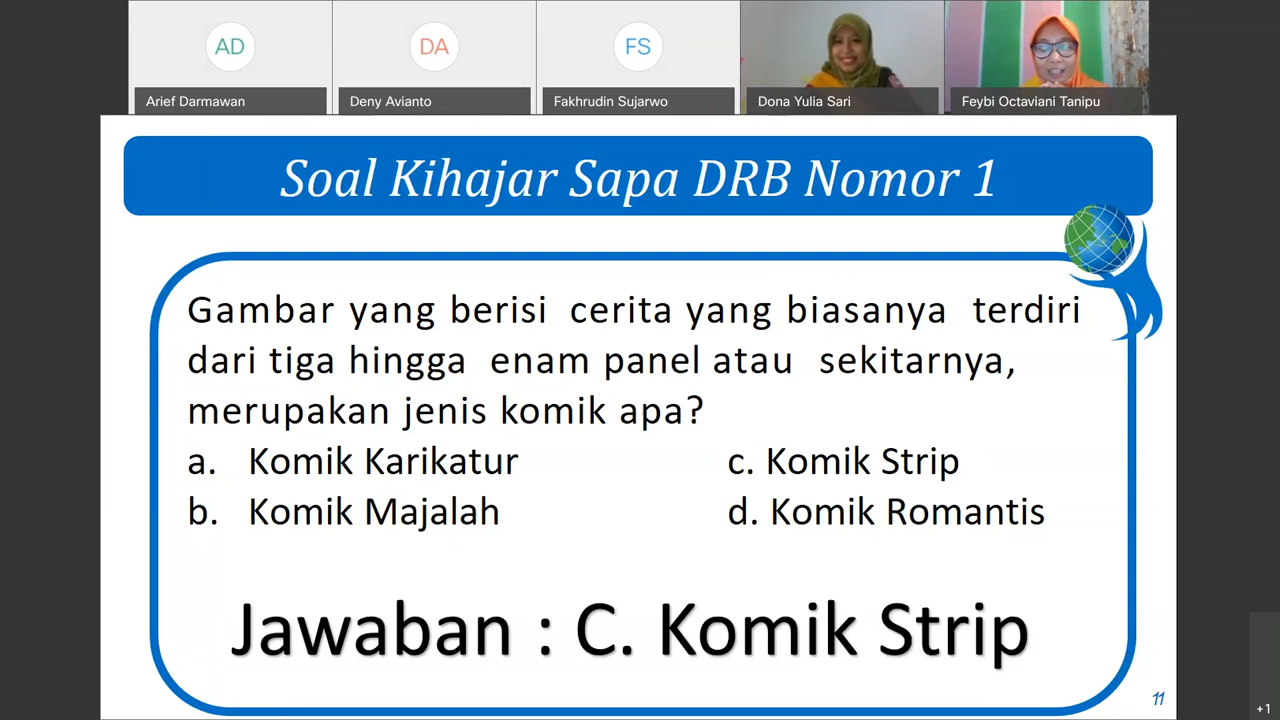 AD
DA
FS
Arief Darmawan
Deny Avianto
Fakhrudin Sujarwo
Dona Yulia Sari
Feybi Octaviani Tanipu
Soal Kihajar Sapa DRB Nomor 1
Gambar yang berisi cerita yang biasanya terdiri
dari tiga hingga enam panel atau sekitarnya,
merupakan jenis komik apa?
a. Komik Karikatur
b. Komik Majalah
c. Komik Strip
d. Komik Romantis
Jawaban : C. Komik Strip
11
+1